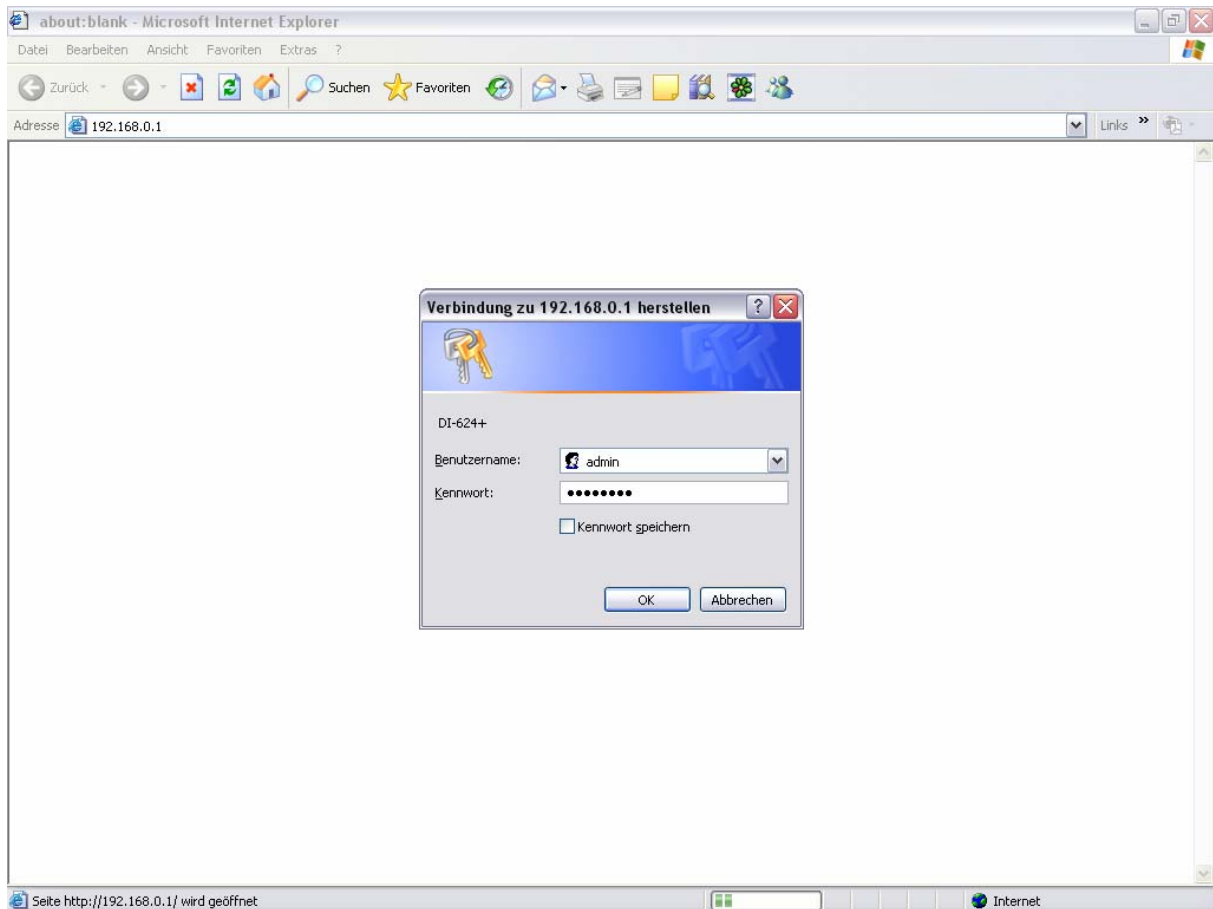 about:blank - Microsoft Internet Explorer
Datei Bearbeiten Ansicht Favoriten Extras ?
Zurück Suchen Favoriten
Adresse 192.168.0.1 Links »
Verbindung zu 192.168.0.1 herstellen ?
DI-624+
Benutzername: admin
Kennwort: ●●●●●●●●
Kennwort speichern
OK Abbrechen
Seite http://192.168.0.1/ wird geöffnet Internet